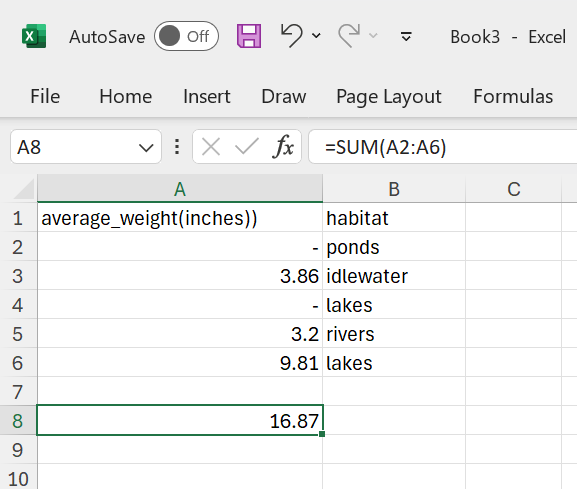 AutoSave Off Book3 - Excel
File Home Insert Draw Page Layout Formulas
A8 fx =SUM(A2:A6)
A B C
1 average_weight(inches)) habitat
2 - ponds
3 3.86 idlewater
4 - lakes
5 3.2 rivers
6 9.81 lakes
7
8 16.87
9
10